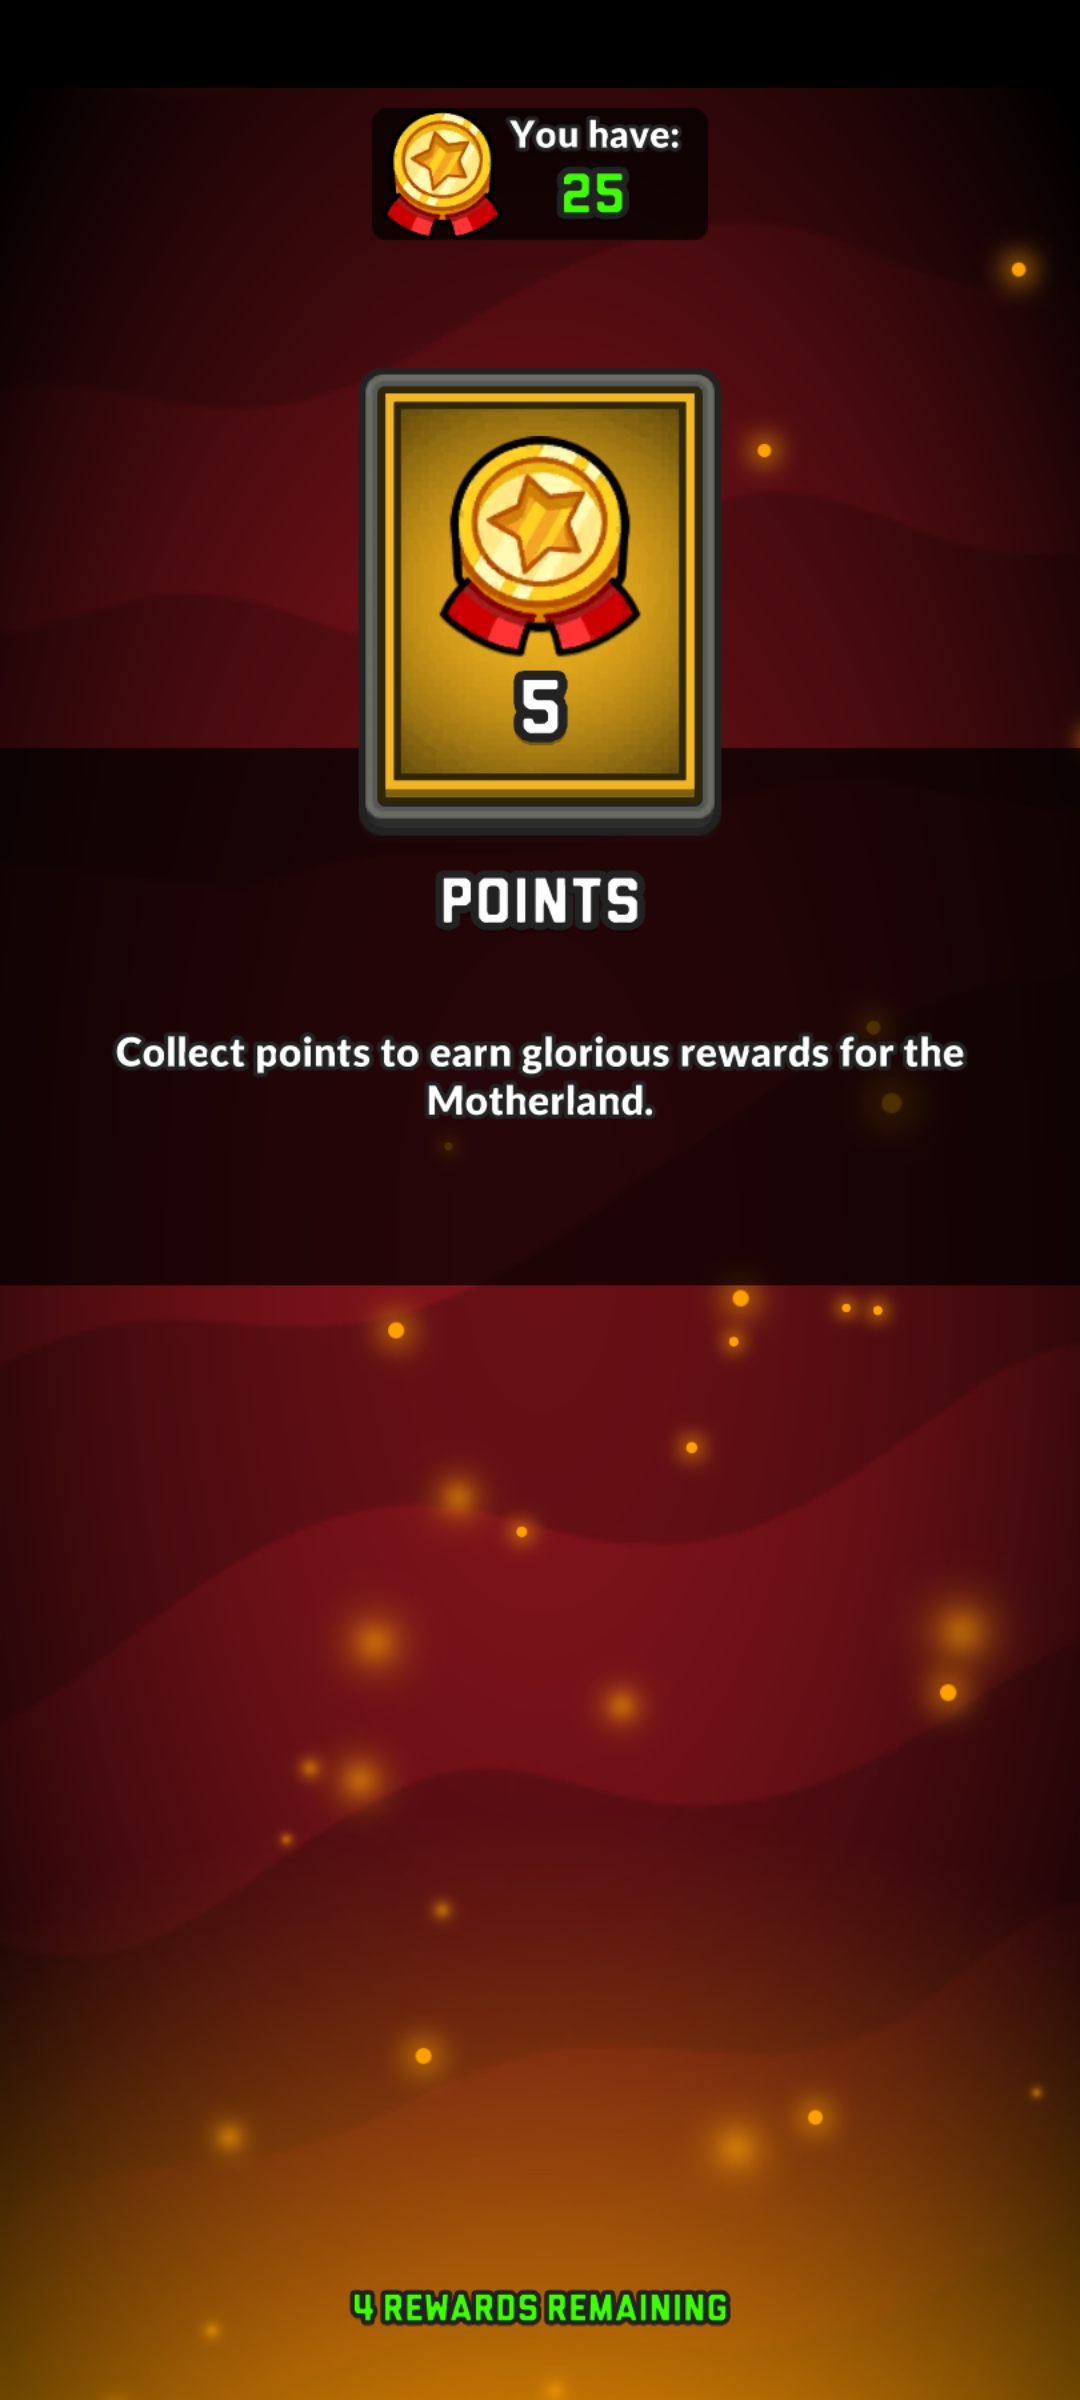 You have:
25
5
POINTS
Collect points to earn glorious rewards for the
Motherland.
4 REWARDS REMAINING